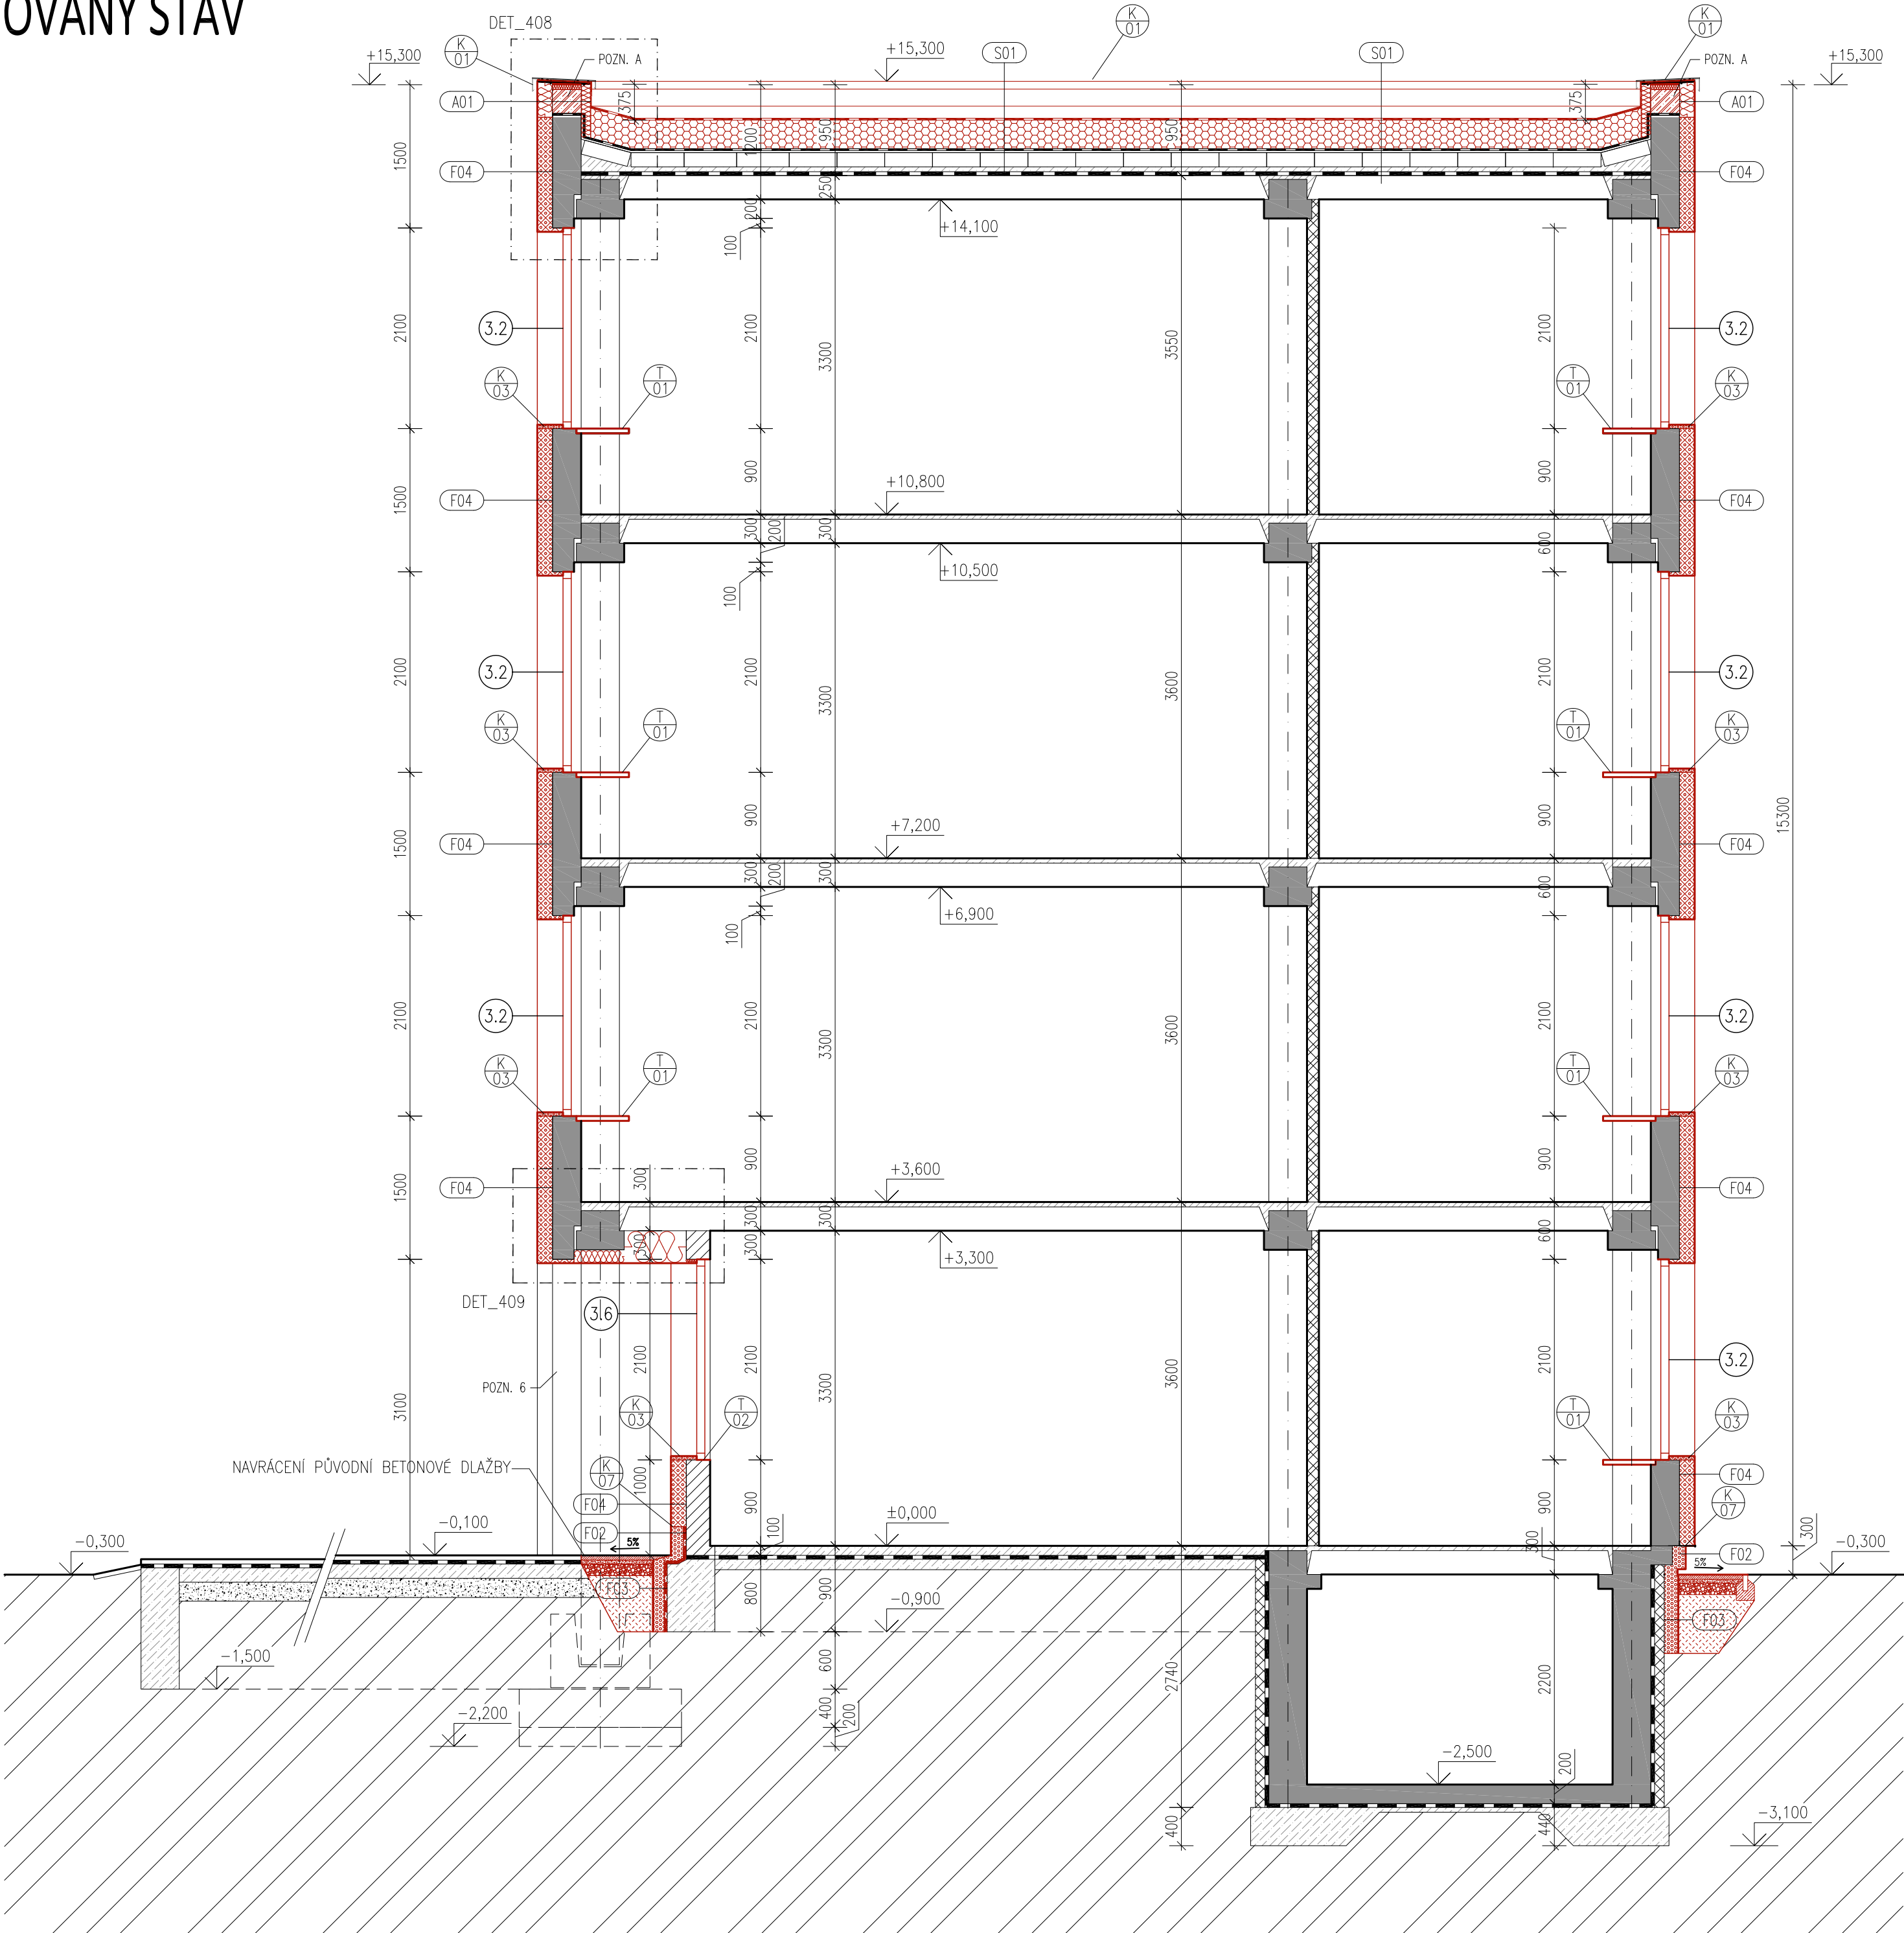 OVANÝ STAV
DET_408
K 01
K 01
K 01
+15,300
POZN. A
+15,300
S01
S01
POZN. A
+15,300
A01
375
1200
950
950
375
A01
1500
F04
250
F04
200
+14,100
100
2100
3.2
2100
3300
3550
2100
3.2
K 03
T 01
T 01
K 03
900
900
+10,800
1500
F04
F04
300
200
300
600
+10,500
100
2100
3.2
2100
3300
3600
2100
3.2
K 03
T 01
T 01
K 03
15300
900
900
+7,200
1500
F04
F04
300
200
300
600
+6,900
100
2100
3.2
2100
3300
3600
2100
3.2
K 03
T 01
T 01
K 03
900
900
+3,600
1500
F04
300
F04
300
300
300
300
600
+3,300
DET_409
3.6
2100
2100
3300
3600
2100
3.2
POZN. 6
3100
K 03
T 02
T 01
K 03
NAVRÁCENÍ PŮVODNÍ BETONOVÉ DLAŽBY
K 07
1000
F04
F04
K 07
900
±0,000
900
-0,300
-0,100
F02
5%
100
300
F02
5%
300
-0,300
F03
800
900
-0,900
F03
-1,500
600
2740
2200
-2,200
400
200
-2,500
200
400
440
-3,100